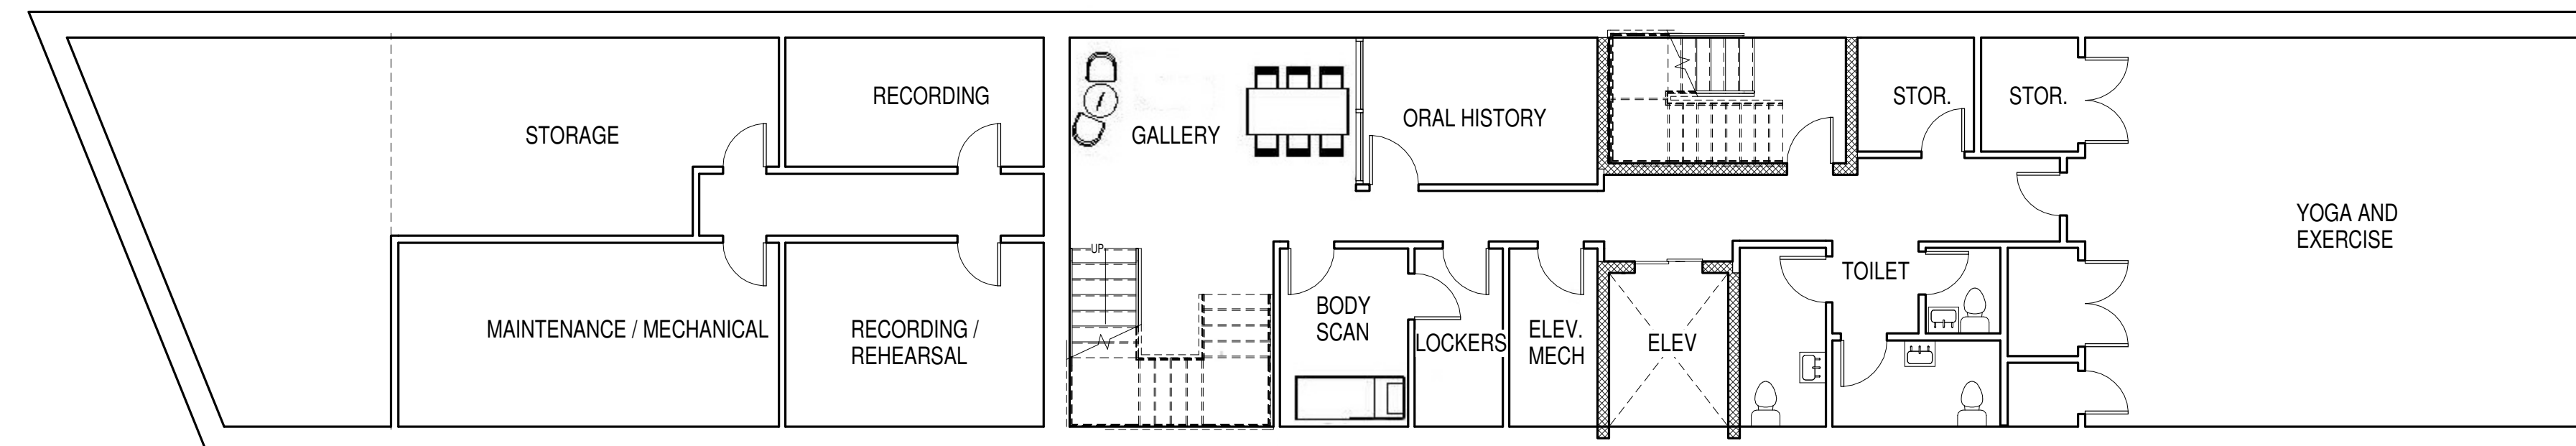 RECORDING
STOR.
STOR.
ORAL HISTORY
STORAGE
GALLERY
YOGA AND
EXERCISE
UP
TOILET
BODY
SCAN
MAINTENANCE / MECHANICAL
RECORDING /
REHEARSAL
LOCKERS
ELEV.
MECH
ELEV